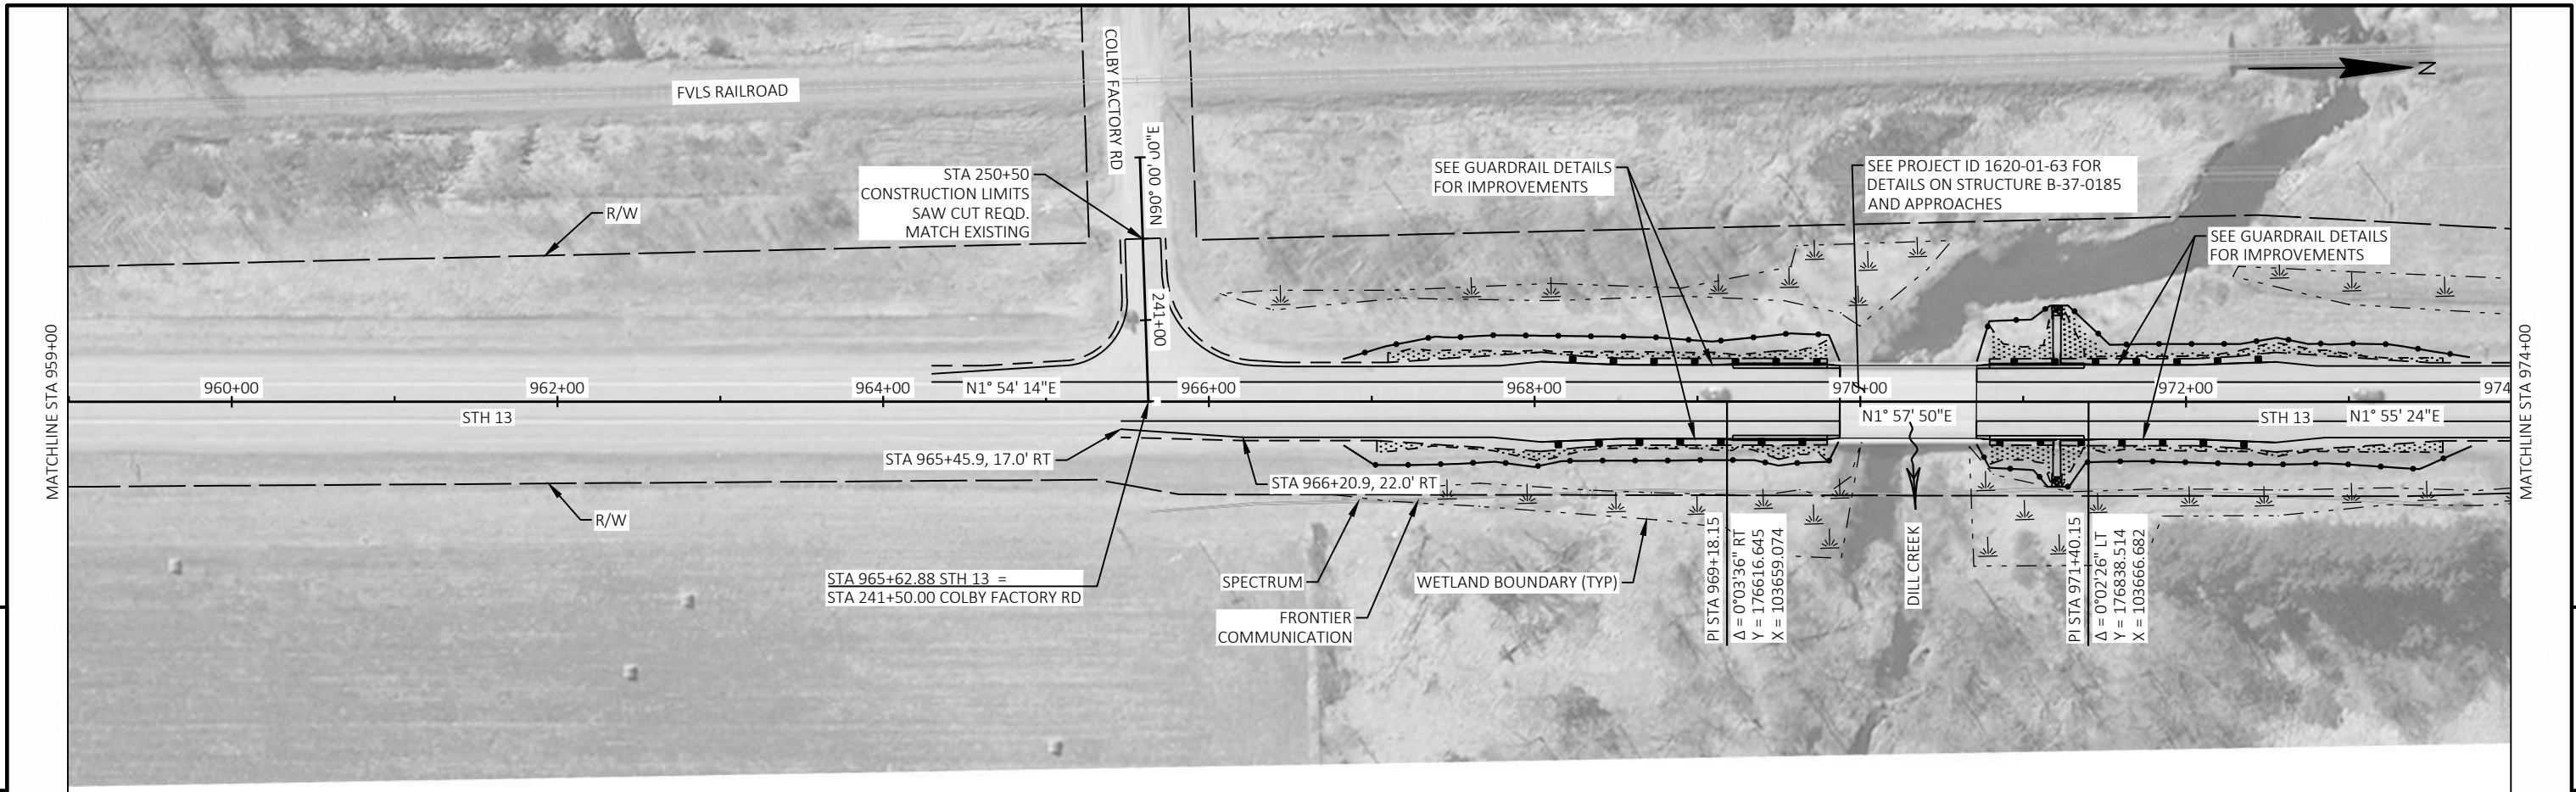 MATCHLINE STA 959+00
FVLS RAILROAD
COLBY FACTORY RD
N90° 00' 00"E
STA 250+50
CONSTRUCTION LIMITS
SAW CUT REQD.
MATCH EXISTING
R/W
241+00
SEE GUARDRAIL DETAILS
FOR IMPROVEMENTS
SEE PROJECT ID 1620-01-63 FOR
DETAILS ON STRUCTURE B-37-0185
AND APPROACHES
SEE GUARDRAIL DETAILS
FOR IMPROVEMENTS
N
960+00
962+00
964+00
N1° 54' 14"E
966+00
968+00
970+00
972+00
974
STH 13
N1° 57' 50"E
STH 13
N1° 55' 24"E
STA 965+45.9, 17.0' RT
STA 966+20.9, 22.0' RT
R/W
STA 965+62.88 STH 13 =
STA 241+50.00 COLBY FACTORY RD
SPECTRUM
FRONTIER
COMMUNICATION
WETLAND BOUNDARY (TYP)
PI STA 969+18.15
Δ = 0°03'36" RT
Y = 176616.645
X = 103659.074
DILL CREEK
PI STA 971+40.15
Δ = 0°02'26" LT
Y = 176838.514
X = 103666.682
MATCHLINE STA 974+00